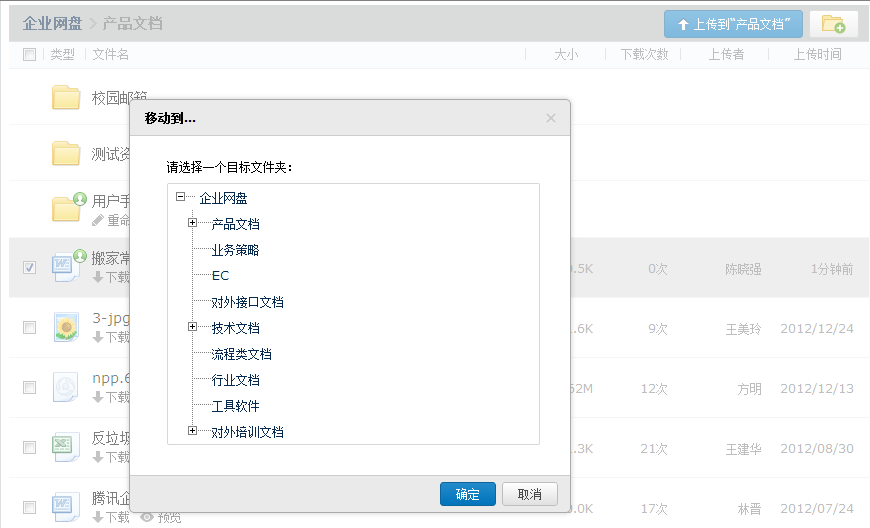 企业网盘 > 产品文档
上传到“产品文档”
类型 文件名 大小 下载次数 上传者 上传时间
校园邮箱
移动到...
请选择一个目标文件夹：
企业网盘
产品文档
业务策略
EC
对外接口文档
技术文档
流程类文档
行业文档
工具软件
对外培训文档
确定 取消
测试资
用户手
重命
搬家常
.5K 0次 陈晓强 1分钟前
下载
3-jpg
.6K 9次 王美玲 2012/12/24
下载
npp.6
52M 12次 方明 2012/12/13
下载
反垃圾
.3K 21次 王建华 2012/08/30
下载
腾讯企
.0K 17次 林晋 2012/07/24
下载 预览